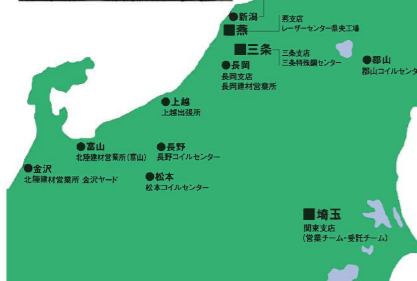 ●新潟
■燕
燕支店
レーザーセンター県央工場
■三条
三条支店
三条特殊鋼センター
●長岡
長岡支店
長岡建材営業所
●郡山
郡山コイルセンタ
●上越
上越出張所
●富山
北陸建材営業所(富山)
●長野
長野コイルセンター
●金沢
北陸建材営業所 金沢ヤード
●松本
松本コイルセンター
■埼玉
関東支店
(営業チーム・受託チーム)